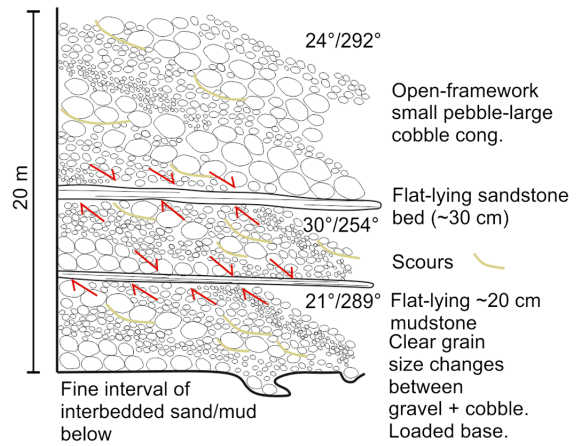 24°/292°
Open-framework
small pebble-large
cobble cong.
20 m
Flat-lying sandstone
bed (~30 cm)
30°/254°
Scours
21°/289°
Flat-lying ~20 cm
mudstone
Clear grain
size changes
between
gravel + cobble.
Loaded base.
Fine interval of
interbedded sand/mud
below